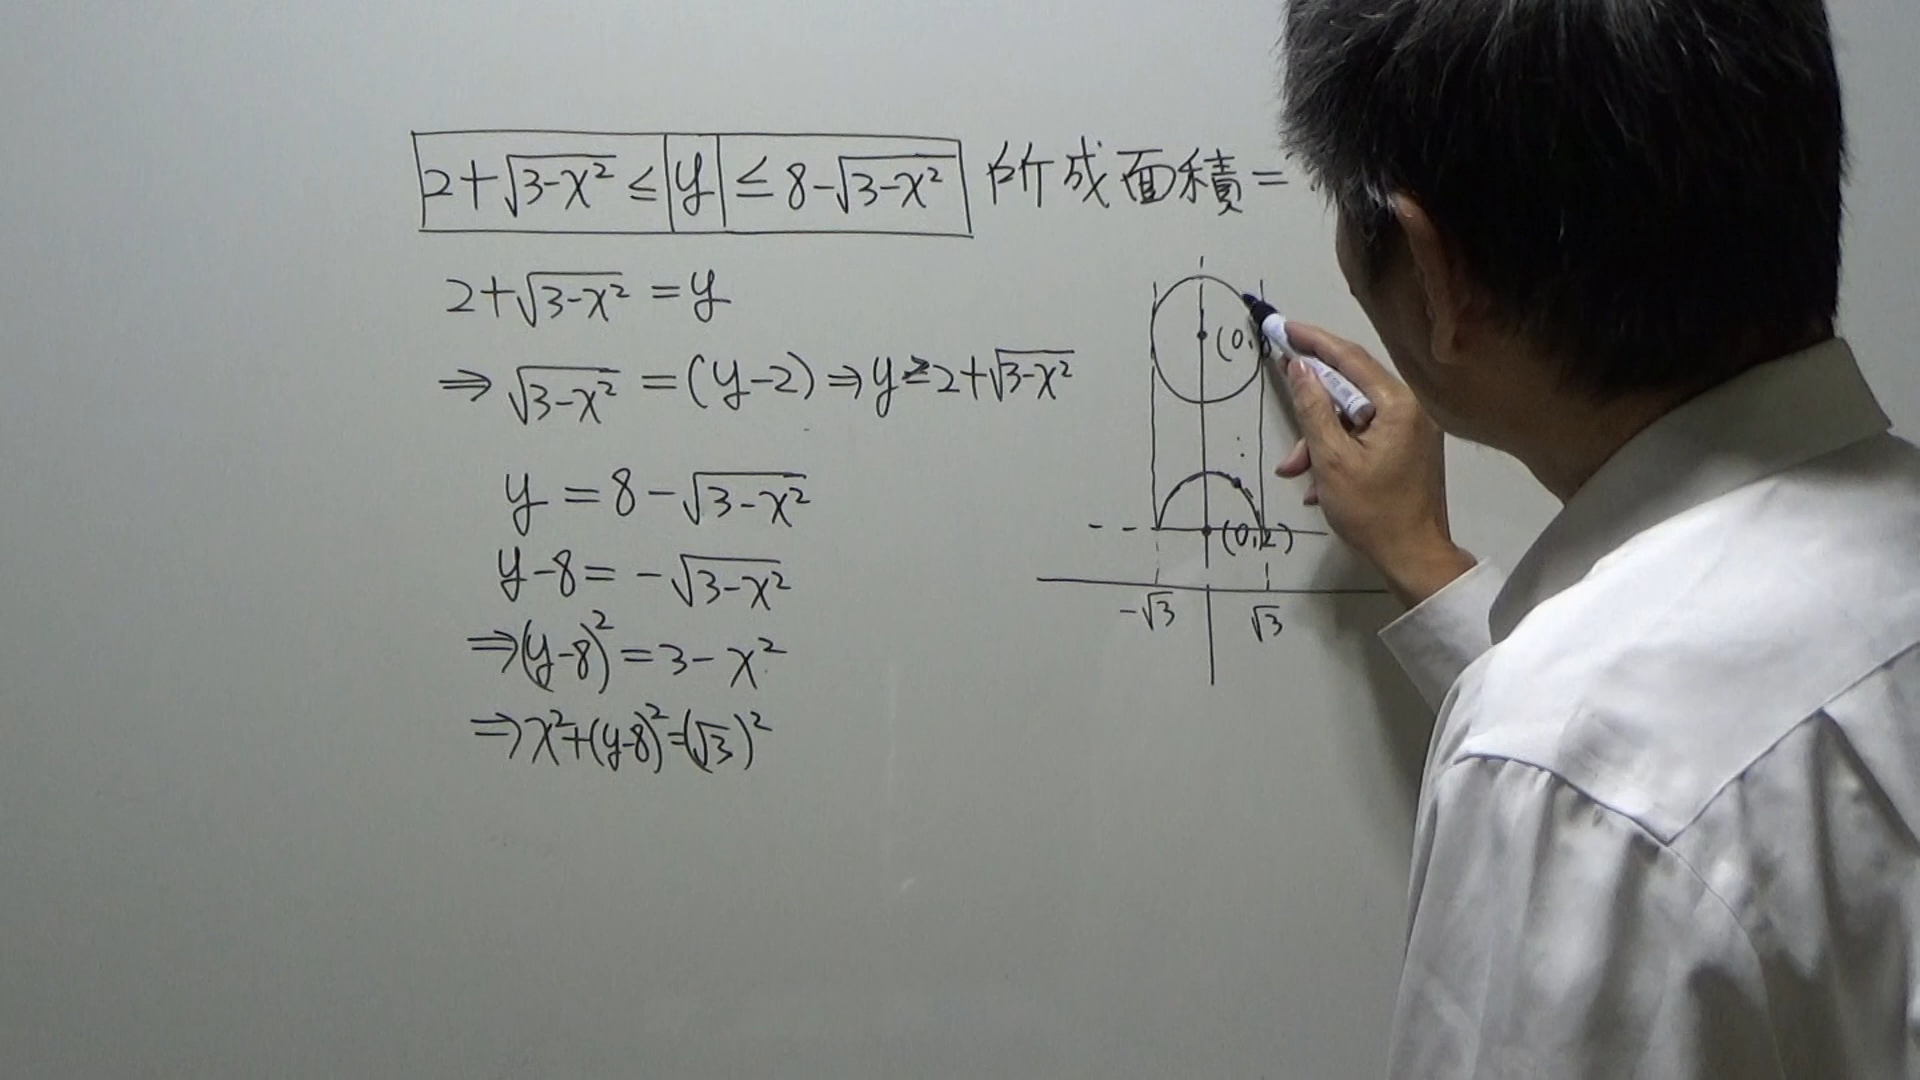 2+√(3-x²) ≤ y ≤ 8-√(3-x²) 所成面積=
2+√(3-x²) = y
⇒ √(3-x²) = (y-2) ⇒ y=2+√(3-x²)
y = 8-√(3-x²)
y-8 = -√(3-x²)
⇒(y-8)² = 3-x²
⇒x²+(y-8)²=(√3)²
(0,
(0,2)
-√3
√3